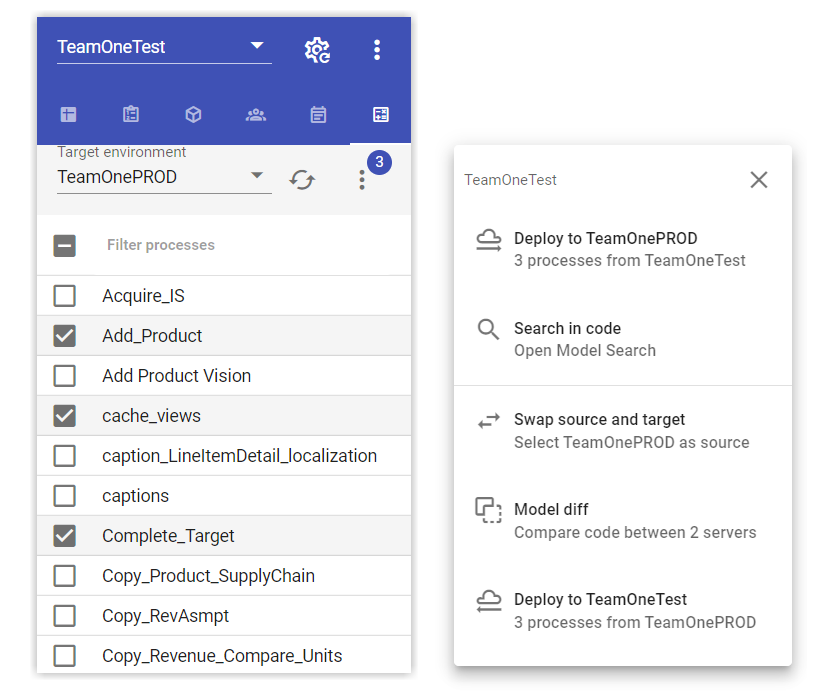 TeamOneTest
Target environment
3
TeamOnePROD
Filter processes
Acquire_IS
Add_Product
Add Product Vision
cache_views
caption_LineItemDetail_localization
captions
Complete_Target
Copy_Product_SupplyChain
Copy_RevAsmpt
Copy_Revenue_Compare_Units
TeamOneTest
Deploy to TeamOnePROD
3 processes from TeamOneTest
Search in code
Open Model Search
Swap source and target
Select TeamOnePROD as source
Model diff
Compare code between 2 servers
Deploy to TeamOneTest
3 processes from TeamOnePROD